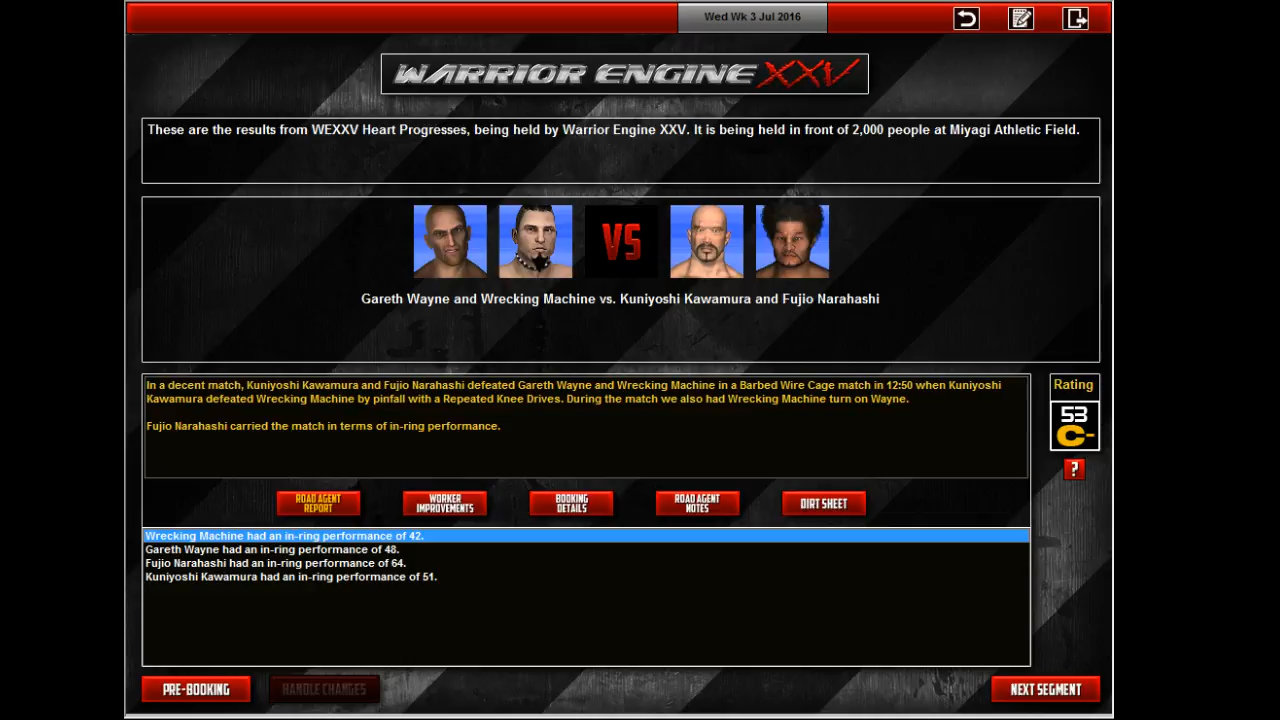 Wed Wk 3 Jul 2016
WARRIOR ENGINE XXV
These are the results from WEXXV Heart Progresses, being held by Warrior Engine XXV. It is being held in front of 2,000 people at Miyagi Athletic Field.
VS
Gareth Wayne and Wrecking Machine vs. Kuniyoshi Kawamura and Fujio Narahashi
In a decent match, Kuniyoshi Kawamura and Fujio Narahashi defeated Gareth Wayne and Wrecking Machine in a Barbed Wire Cage match in 12:50 when Kuniyoshi
Kawamura defeated Wrecking Machine by pinfall with a Repeated Knee Drives. During the match we also had Wrecking Machine turn on Wayne.
Fujio Narahashi carried the match in terms of in-ring performance.
Rating
53
C-
?
ROAD AGENT
REPORT
WORKER
IMPROVEMENTS
BOOKING
DETAILS
ROAD AGENT
NOTES
DIRT SHEET
Wrecking Machine had an in-ring performance of 42.
Gareth Wayne had an in-ring performance of 48.
Fujio Narahashi had an in-ring performance of 64.
Kuniyoshi Kawamura had an in-ring performance of 51.
PRE-BOOKING
HANDLE CHANGES
NEXT SEGMENT